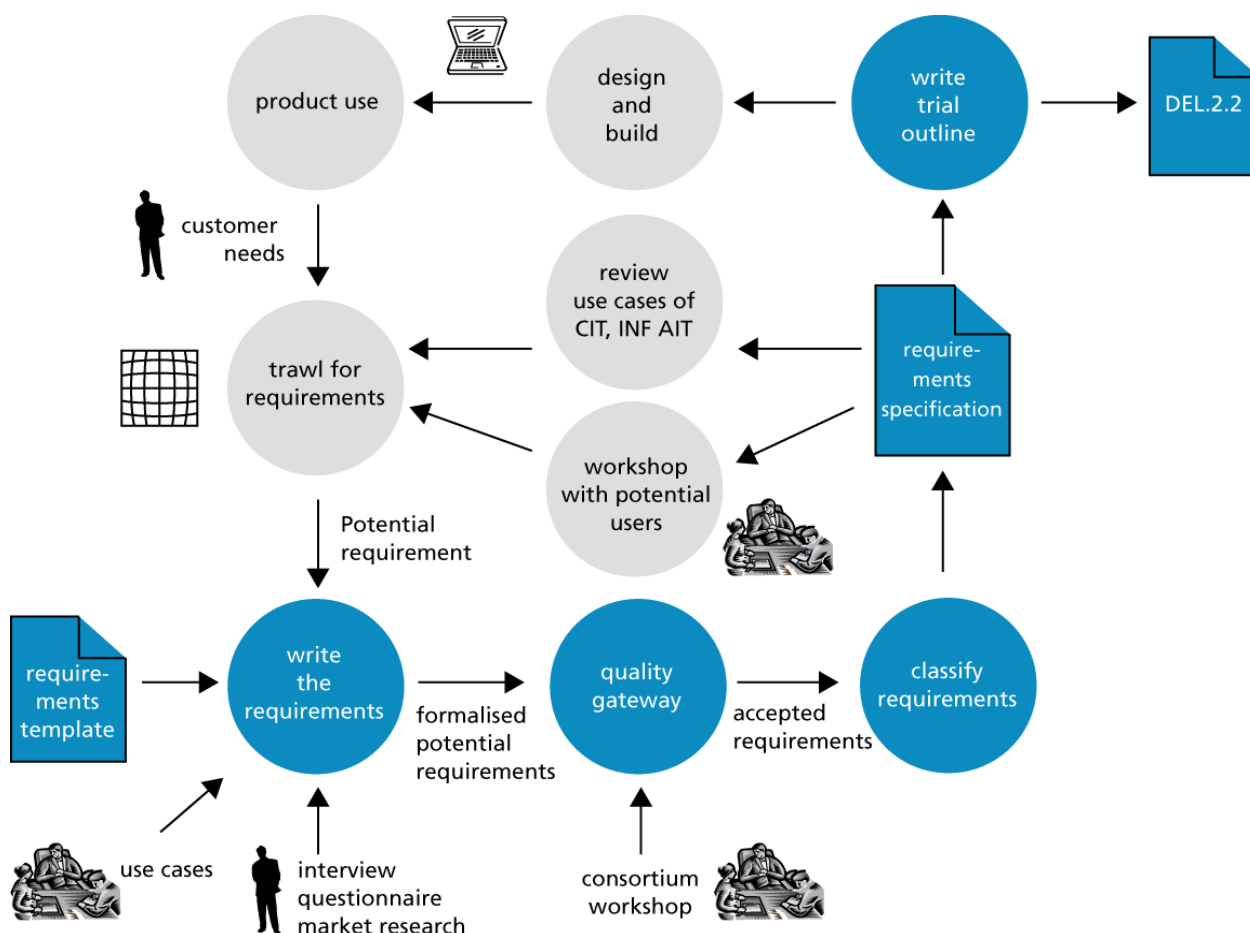 product use
design
and
build
write
trial
outline
DEL.2.2
customer
needs
review
use cases of
CIT, INF AIT
trawl for
requirements
require-
ments
specification
workshop
with potential
users
Potential
requirement
require-
ments
template
write
the
requirements
formalised
potential
requirements
quality
gateway
accepted
requirements
classify
requirements
use cases
interview
questionnaire
market research
consortium
workshop